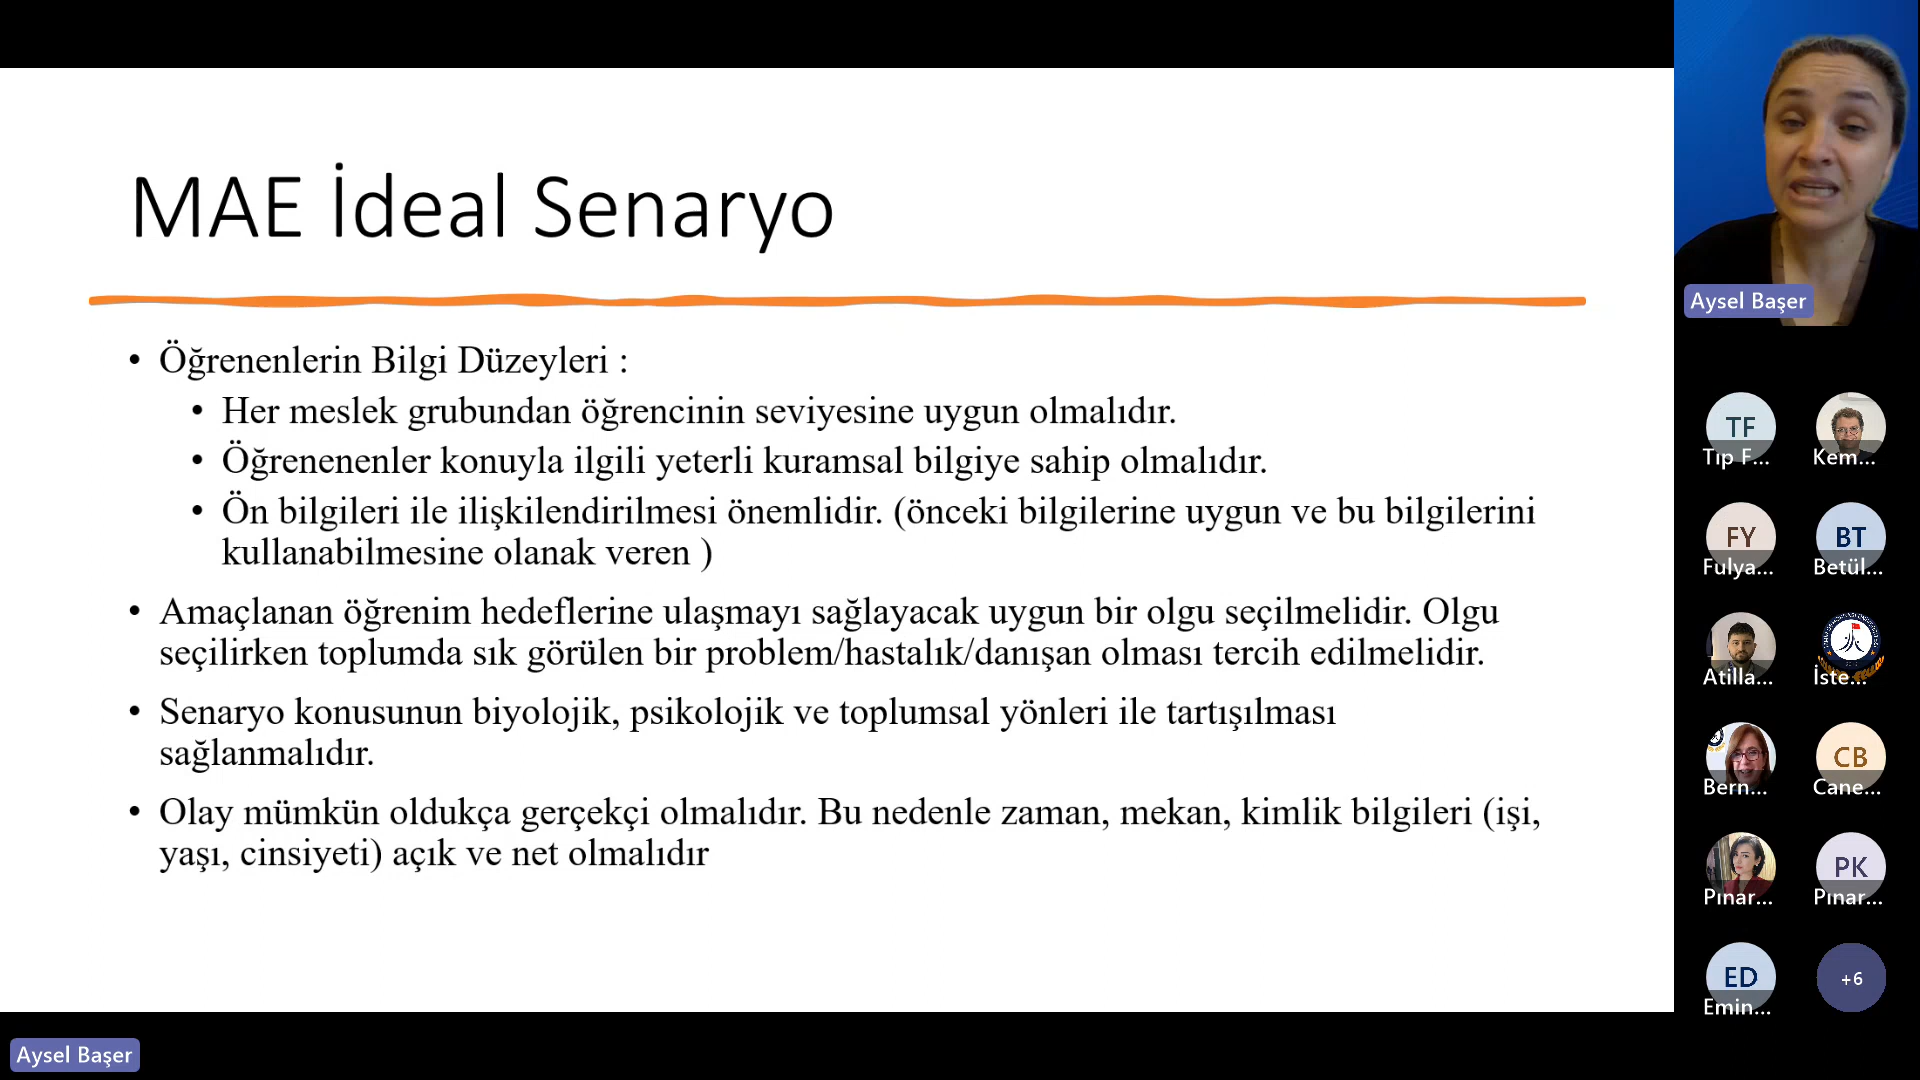 MAE İdeal Senaryo
• Öğrenenlerin Bilgi Düzeyleri :
• Her meslek grubundan öğrencinin seviyesine uygun olmalıdır.
• Öğrenenenler konuyla ilgili yeterli kuramsal bilgiye sahip olmalıdır.
• Ön bilgileri ile ilişkilendirilmesi önemlidir. (önceki bilgilerine uygun ve bu bilgilerini
kullanabilmesine olanak veren )
• Amaçlanan öğrenim hedeflerine ulaşmayı sağlayacak uygun bir olgu seçilmelidir. Olgu
seçilirken toplumda sık görülen bir problem/hastalık/danışan olması tercih edilmelidir.
• Senaryo konusunun biyolojik, psikolojik ve toplumsal yönleri ile tartışılması
sağlanmalıdır.
• Olay mümkün oldukça gerçekçi olmalıdır. Bu nedenle zaman, mekan, kimlik bilgileri (işi,
yaşı, cinsiyeti) açık ve net olmalıdır
Aysel Başer
TF
Tıp F...
Kem...
FY
Fulya...
BT
Betül...
Atilla...
İste...
Bern...
CB
Cane...
Pınar...
PK
Pınar...
ED
Emin...
+6
Aysel Başer